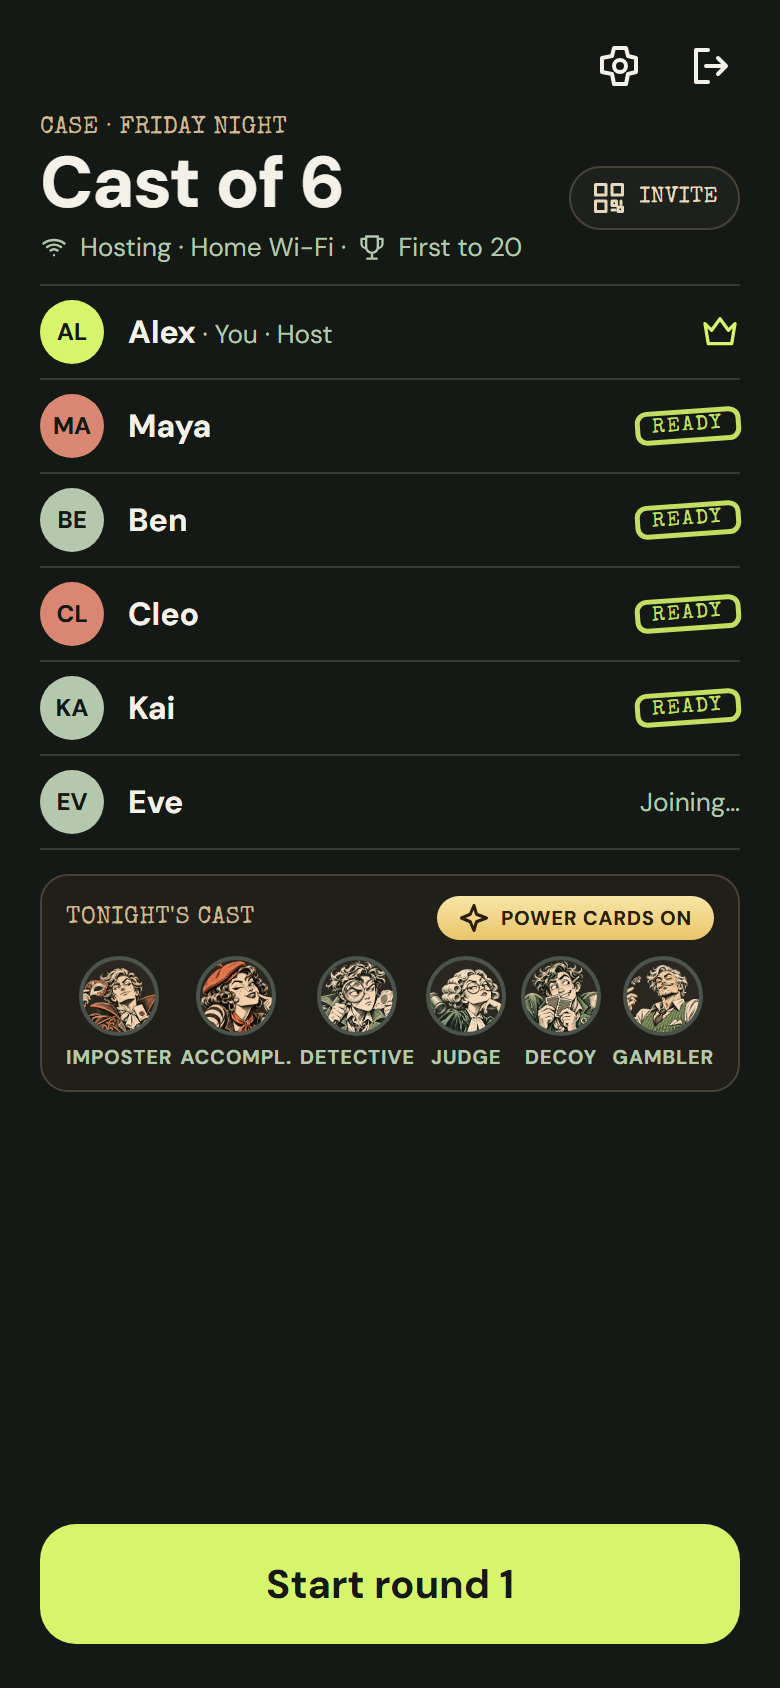 CASE · FRIDAY NIGHT
Cast of 6
INVITE
Hosting · Home Wi-Fi · First to 20
AL Alex · You · Host
MA Maya READY
BE Ben READY
CL Cleo READY
KA Kai READY
EV Eve Joining...
TONIGHT'S CAST POWER CARDS ON
IMPOSTER ACCOMPL. DETECTIVE JUDGE DECOY GAMBLER
Start round 1